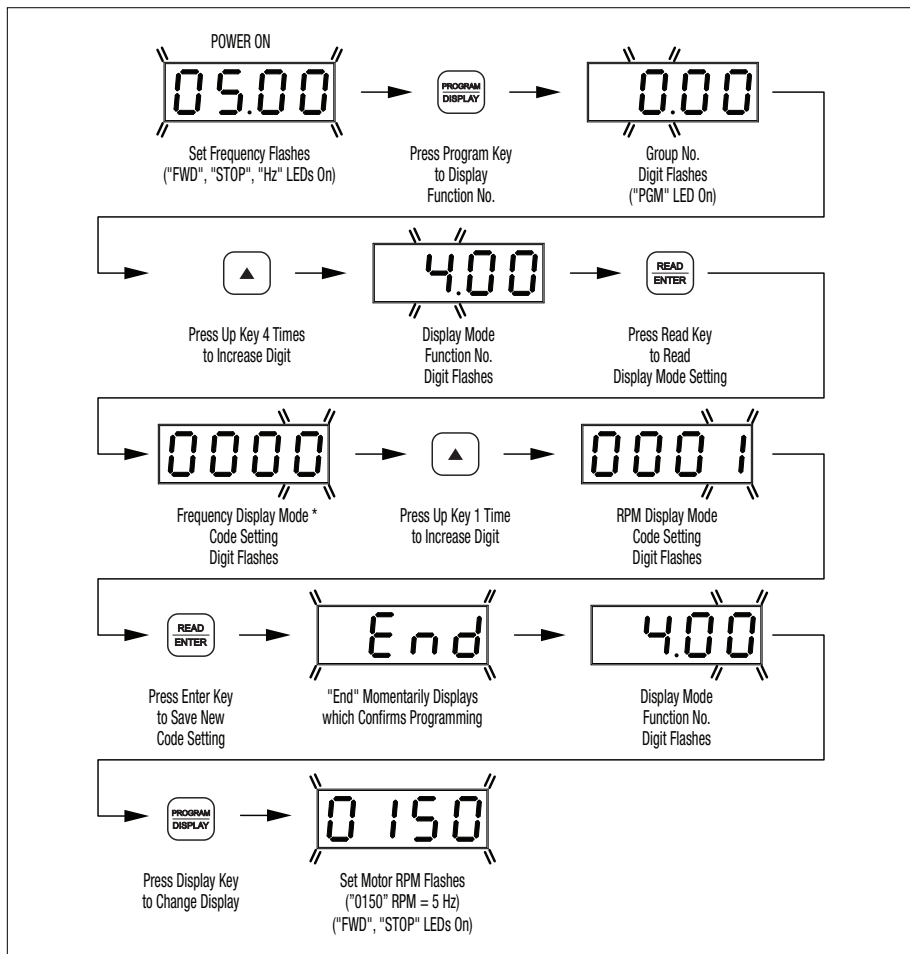 POWER ON
05.00
PROGRAM
DISPLAY
0.00
Set Frequency Flashes
("FWD", "STOP", "Hz" LEDs On)
Press Program Key
to Display
Function No.
Group No.
Digit Flashes
("PGM" LED On)
4.00
READ
ENTER
Press Up Key 4 Times
to Increase Digit
Display Mode
Function No.
Digit Flashes
Press Read Key
to Read
Display Mode Setting
0000
0001
Frequency Display Mode *
Code Setting
Digit Flashes
Press Up Key 1 Time
to Increase Digit
RPM Display Mode
Code Setting
Digit Flashes
READ
ENTER
End
4.00
Press Enter Key
to Save New
Code Setting
"End" Momentarily Displays
which Confirms Programming
Display Mode
Function No.
Digit Flashes
PROGRAM
DISPLAY
0150
Press Display Key
to Change Display
Set Motor RPM Flashes
("0150" RPM = 5 Hz)
("FWD", "STOP" LEDs On)